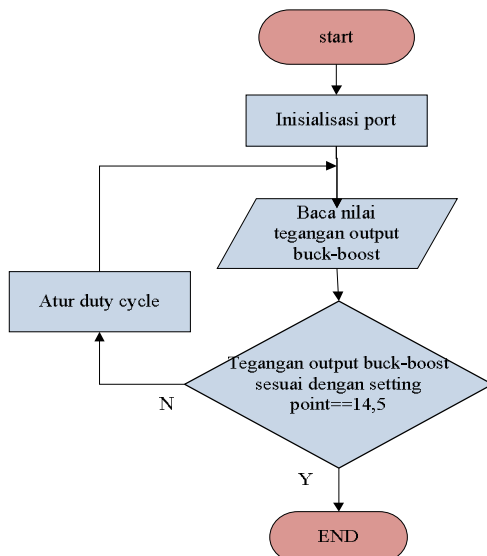 start
Inisialisasi port
Baca nilai
tegangan output
buck-boost
Atur duty cycle
Tegangan output buck-boost
sesuai dengan setting
point==14,5
N
Y
END